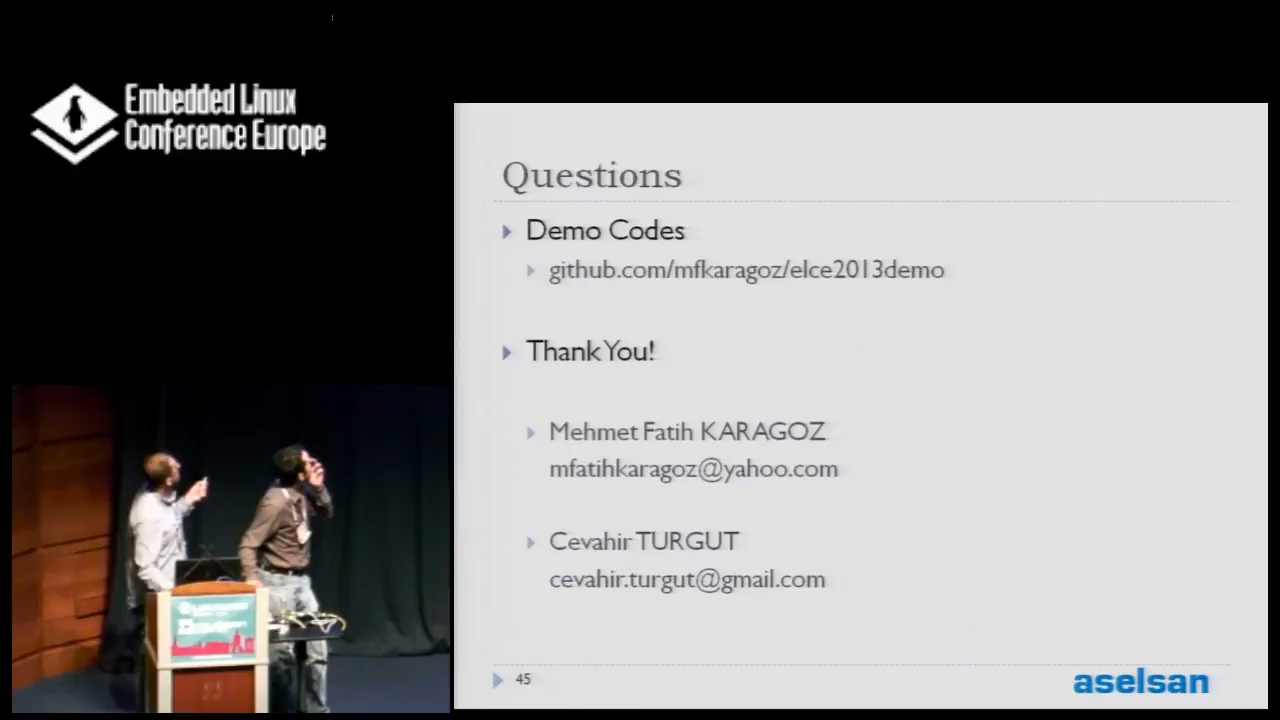 Embedded Linux
Conference Europe
Questions
Demo Codes
github.com/mfkaragoz/elce2013demo
Thank You!
Mehmet Fatih KARAGOZ
mfatihkaragoz@yahoo.com
Cevahir TURGUT
cevahir.turgut@gmail.com
45
aselsan